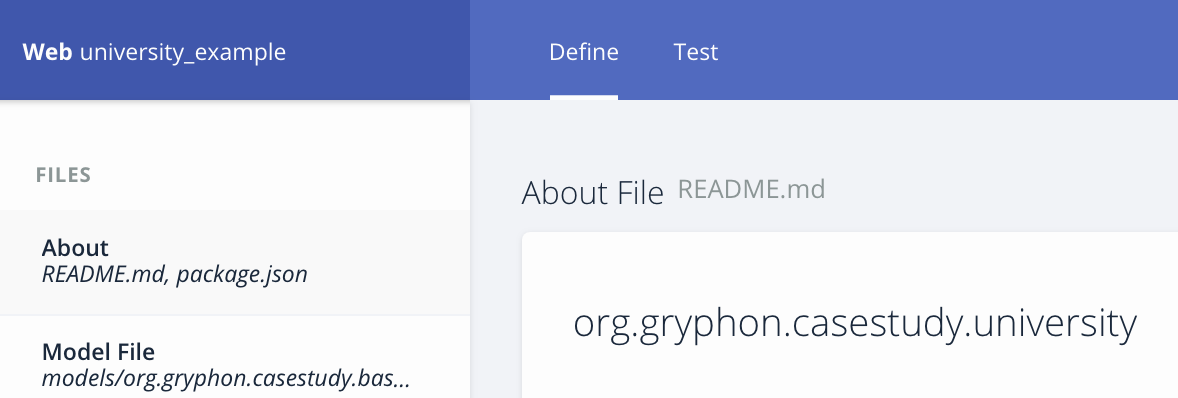 Web university_example
Define
Test
FILES
About
README.md, package.json
Model File
models/org.gryphon.casestudy.bas...
About File README.md
org.gryphon.casestudy.university